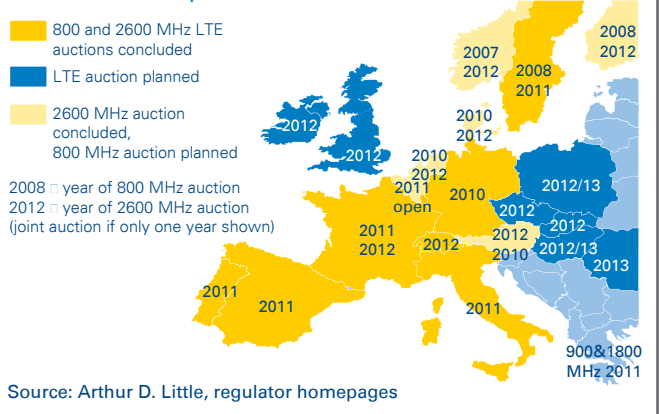 800 and 2600 MHz LTE
auctions concluded
LTE auction planned
2600 MHz auction
concluded,
800 MHz auction planned
2008 □ year of 800 MHz auction
2012 □ year of 2600 MHz auction
(joint auction if only one year shown)
2007
2012
2008
2011
2008
2012
2010
2012
2012
2012
2010
2012
2011
open
2010
2012/13
2012
2012
2012
2010
2012/13
2013
2011
2012
2012
2011
2011
2011
900&1800
MHz 2011
Source: Arthur D. Little, regulator homepages